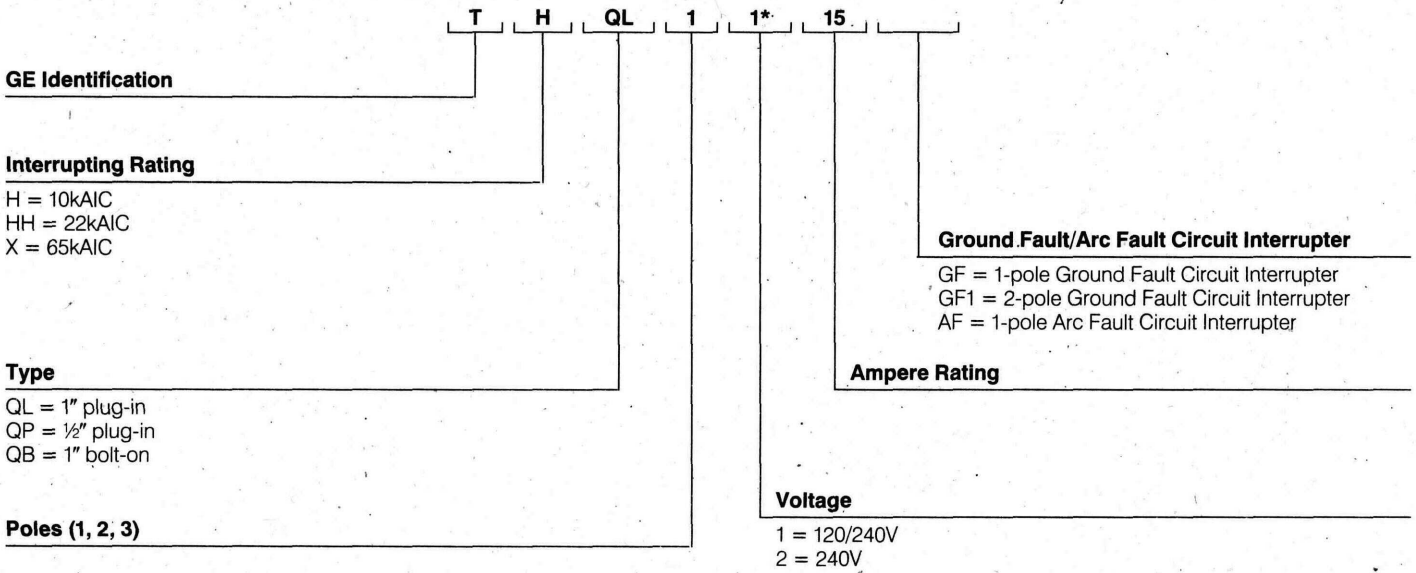 T H QL 1 1* 15
GE Identification
Interrupting Rating
H = 10kAIC
HH = 22kAIC
X = 65kAIC
Ground Fault/Arc Fault Circuit Interrupter
GF = 1-pole Ground Fault Circuit Interrupter
GF1 = 2-pole Ground Fault Circuit Interrupter
AF = 1-pole Arc Fault Circuit Interrupter
Type
QL = 1″ plug-in
QP = ½″ plug-in
QB = 1″ bolt-on
Ampere Rating
Voltage
1 = 120/240V
2 = 240V
Poles (1, 2, 3)